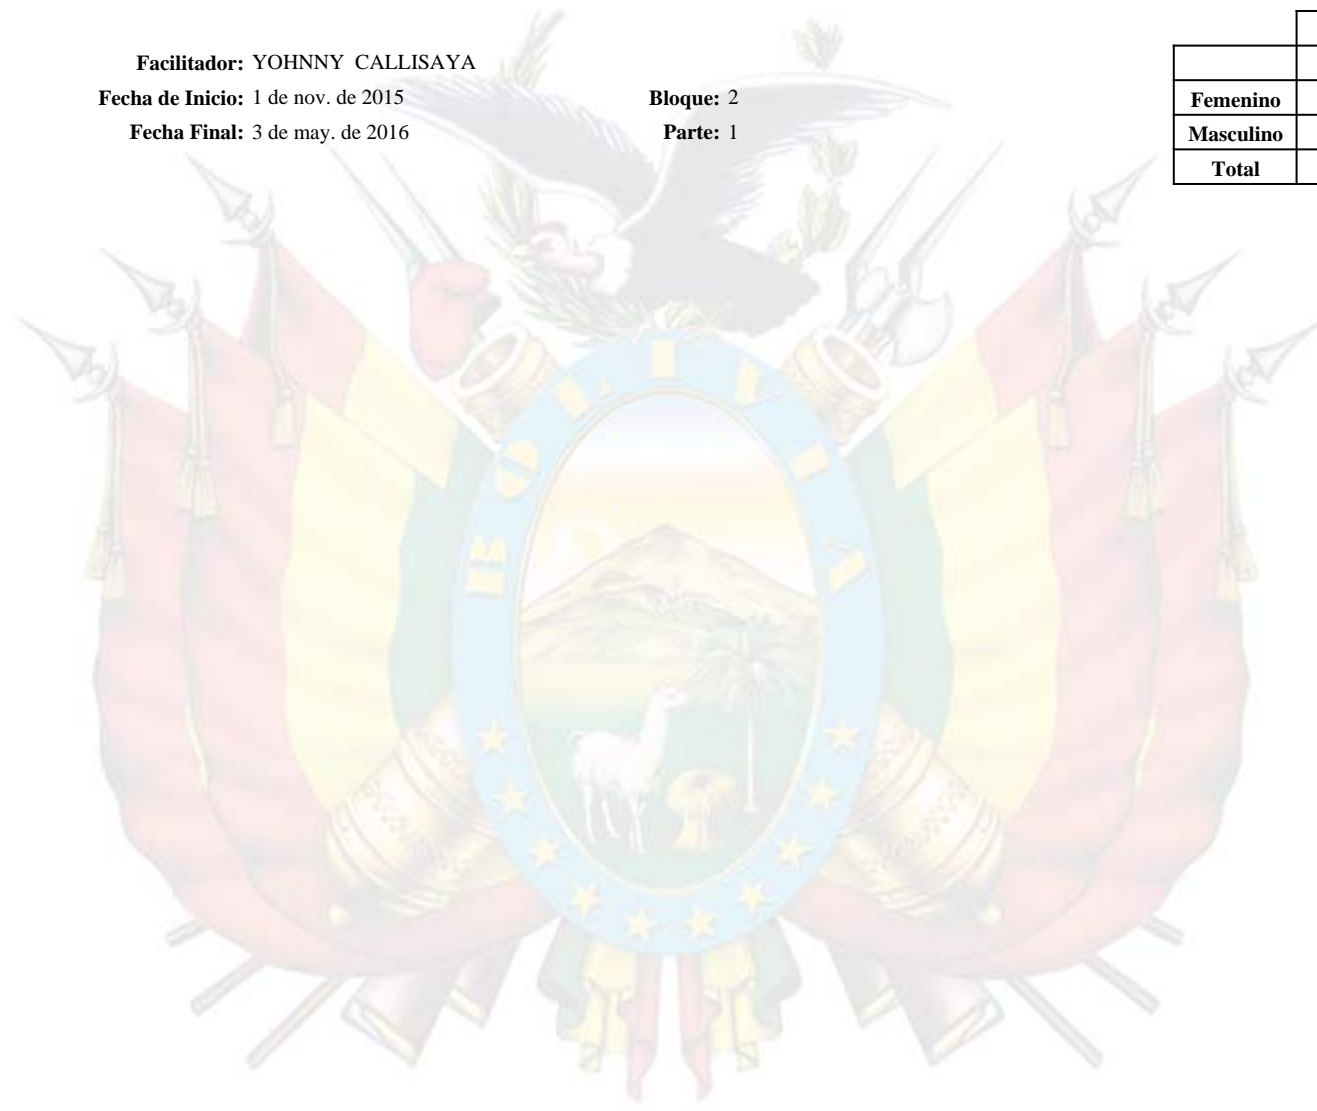 Facilitador: YOHNNY CALLISAYA
Fecha de Inicio: 1 de nov. de 2015
Bloque: 2
Fecha Final: 3 de may. de 2016
Parte: 1
Femenino
Masculino
Total
BOLIVIA